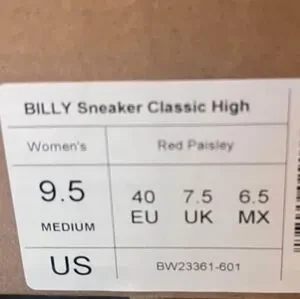 BILLY Sneaker Classic High
Women's Red Paisley
9.5 40 7.5 6.5
MEDIUM EU UK MX
US BW23361-601